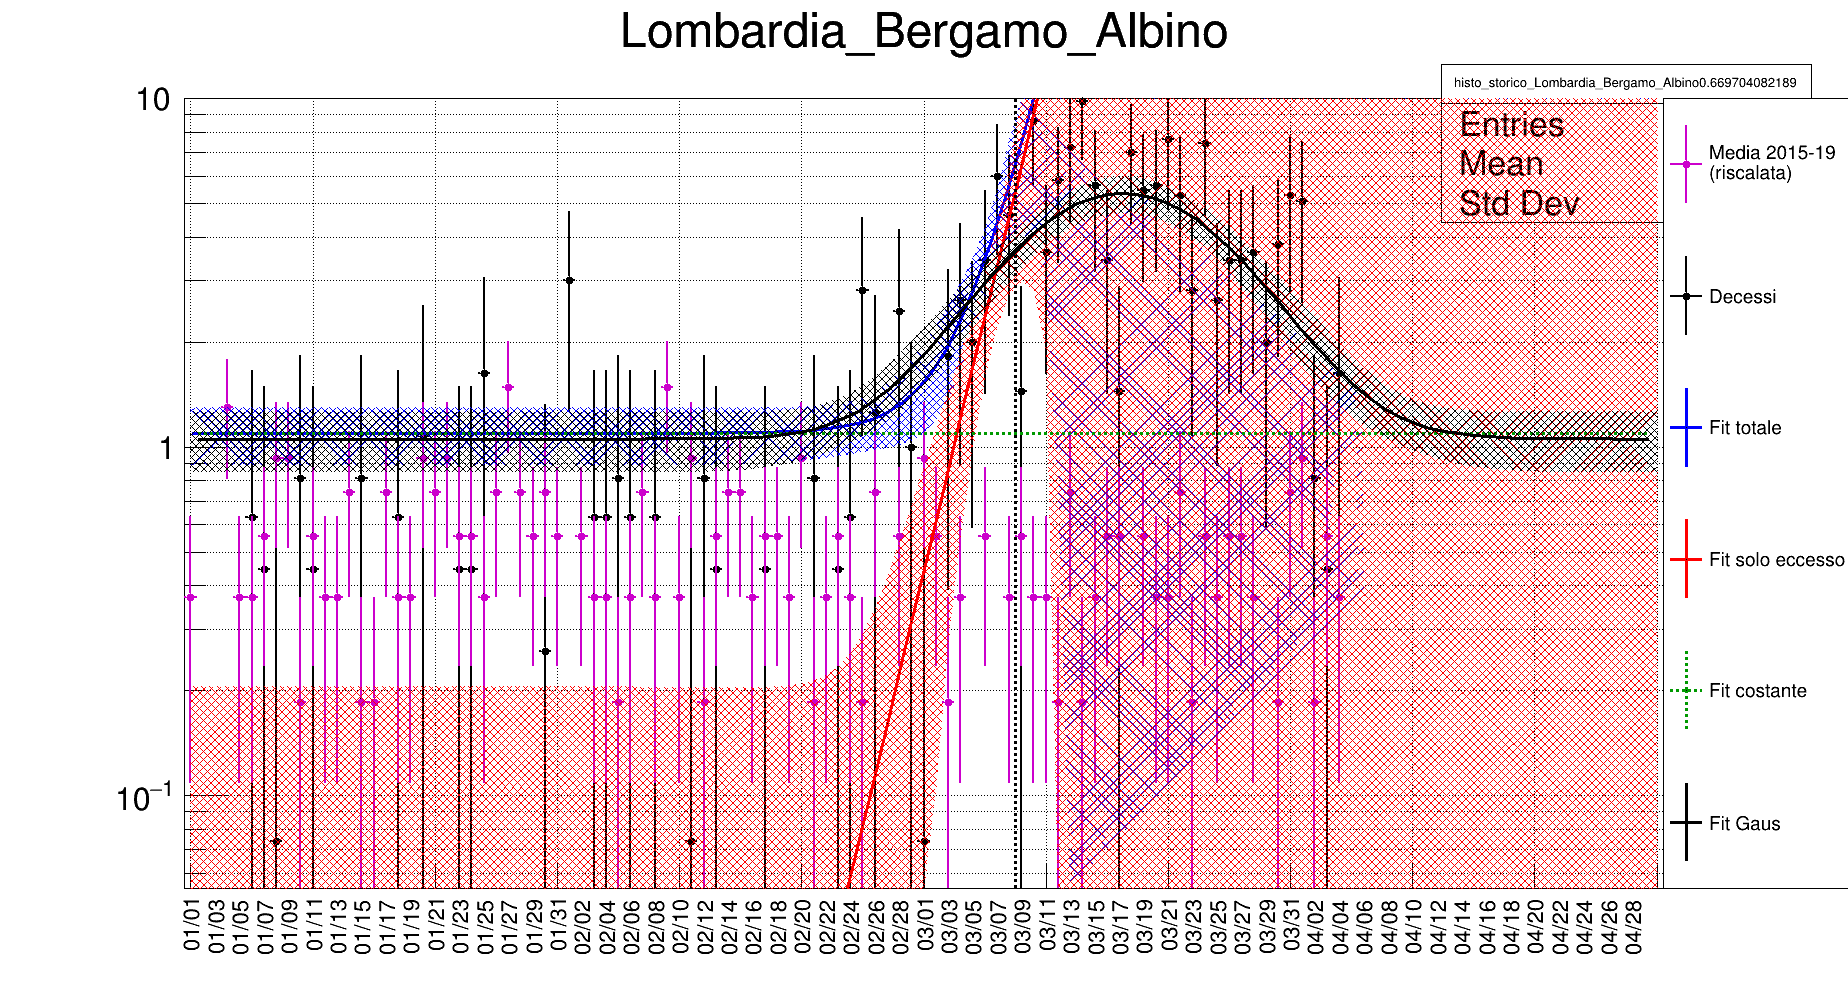 Lombardia_Bergamo_Albino
histo_storico_Lombardia_Bergamo_Albino0.669704082189
Entries
Mean
Std Dev
10
1
10⁻¹
Media 2015-19
(riscalata)
Decessi
Fit totale
Fit solo eccesso
Fit costante
Fit Gaus
01/01 01/03 01/05 01/07 01/09 01/11 01/13 01/15 01/17 01/19 01/21 01/23 01/25 01/27 01/29 01/31 02/02 02/04 02/06 02/08 02/10 02/12 02/14 02/16 02/18 02/20 02/22 02/24 02/26 02/28 03/01 03/03 03/05 03/07 03/09 03/11 03/13 03/15 03/17 03/19 03/21 03/23 03/25 03/27 03/29 03/31 04/02 04/04 04/06 04/08 04/10 04/12 04/14 04/16 04/18 04/20 04/22 04/24 04/26 04/28